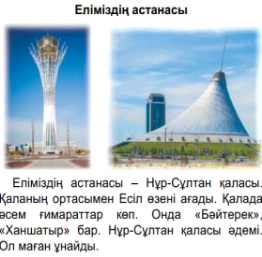 Еліміздің астанасы
Еліміздің астанасы – Нұр-Сұлтан қаласы.
Қаланың ортасымен Есіл өзені ағады. Қалада
әсем ғимараттар көп. Онда «Бәйтерек»,
«Ханшатыр» бар. Нұр-Сұлтан қаласы әдемі.
Ол маған ұнайды.